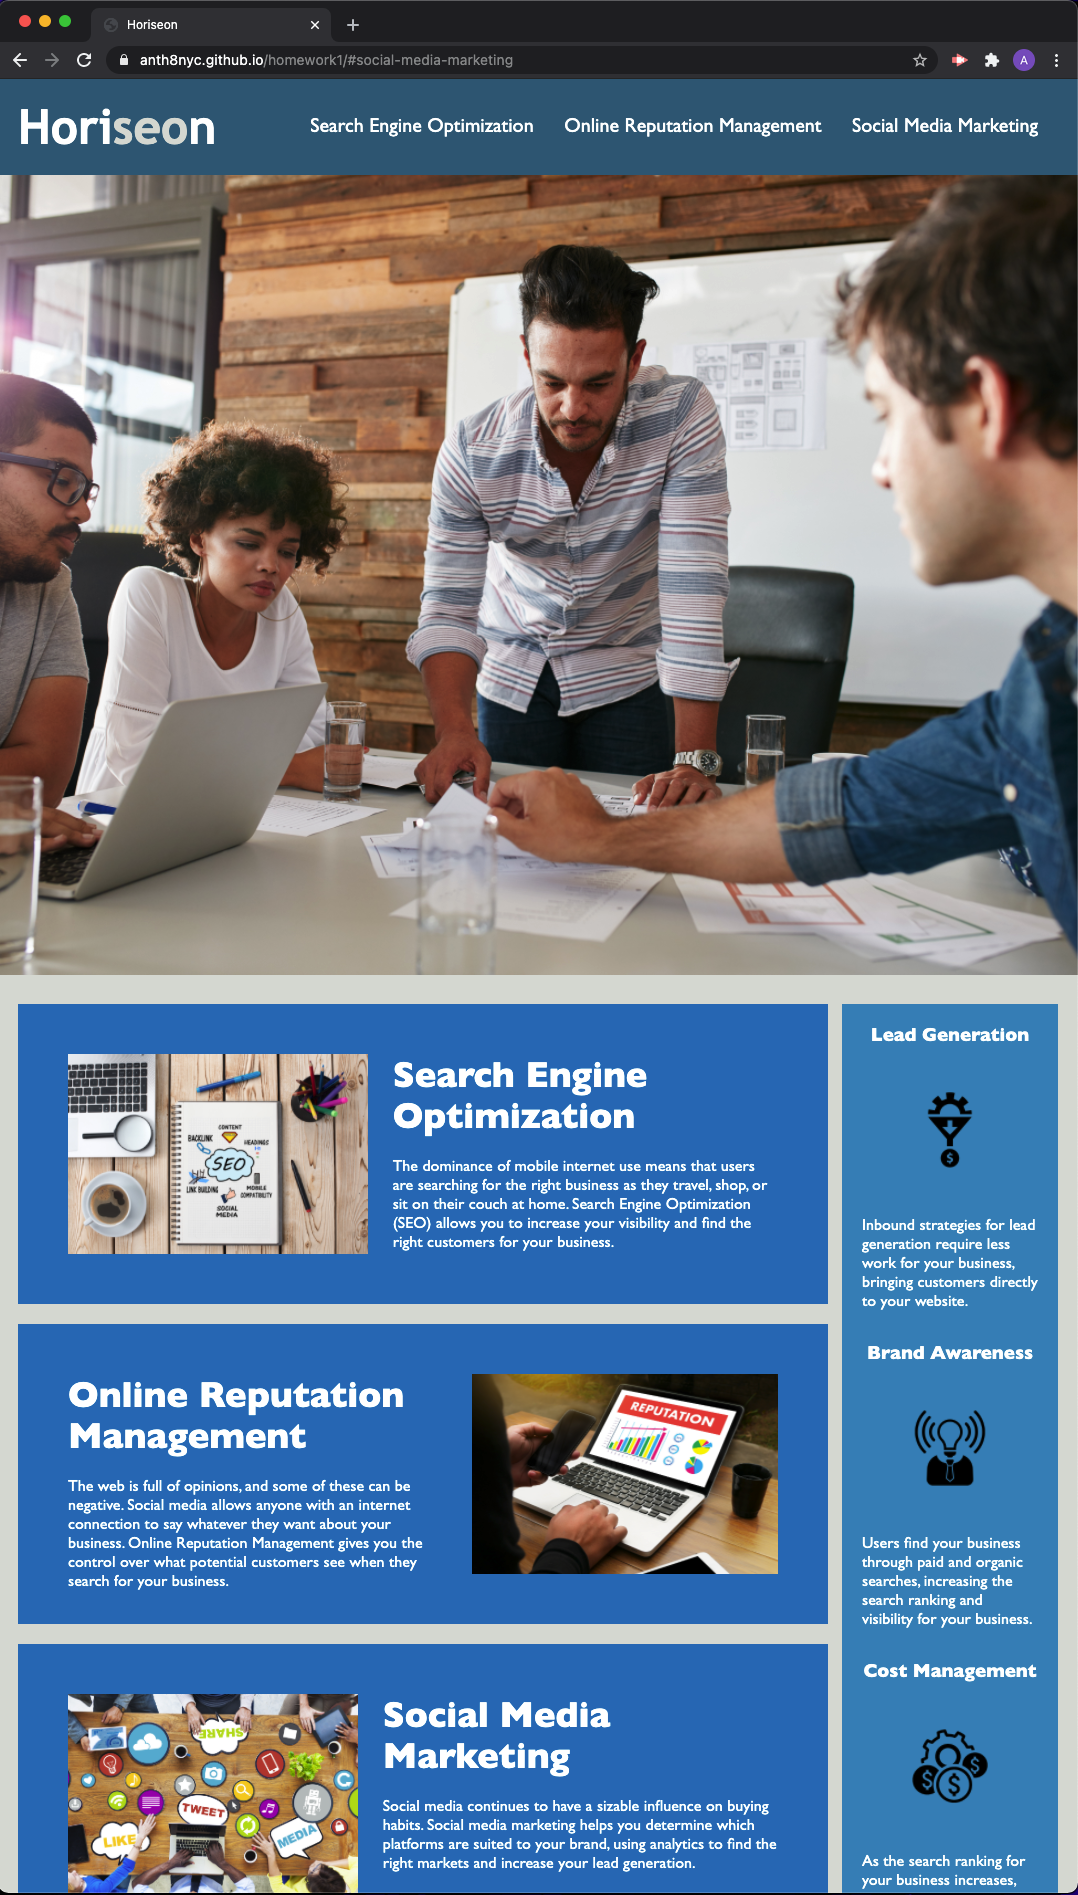 Horiseon
anth8nyc.github.io/homework1/#social-media-marketing
A
Horiseon
Search Engine Optimization
Online Reputation Management
Social Media Marketing
CONTENT
BACKLINK
HEADINGS
SEO
LINK BUILDING
MOBILE
COMPATIBILITY
SOCIAL
MEDIA
Search Engine
Optimization
The dominance of mobile internet use means that users
are searching for the right business as they travel, shop, or
sit on their couch at home. Search Engine Optimization
(SEO) allows you to increase your visibility and find the
right customers for your business.
Online Reputation
Management
The web is full of opinions, and some of these can be
negative. Social media allows anyone with an internet
connection to say whatever they want about your
business. Online Reputation Management gives you the
control over what potential customers see when they
search for your business.
REPUTATION
SHARE
TWEET
LIKE
MEDIA
Social Media
Marketing
Social media continues to have a sizable influence on buying
habits. Social media marketing helps you determine which
platforms are suited to your brand, using analytics to find the
right markets and increase your lead generation.
Lead Generation
$
Inbound strategies for lead
generation require less
work for your business,
bringing customers directly
to your website.
Brand Awareness
Users find your business
through paid and organic
searches, increasing the
search ranking and
visibility for your business.
Cost Management
$ $ $
As the search ranking for
your business increases,